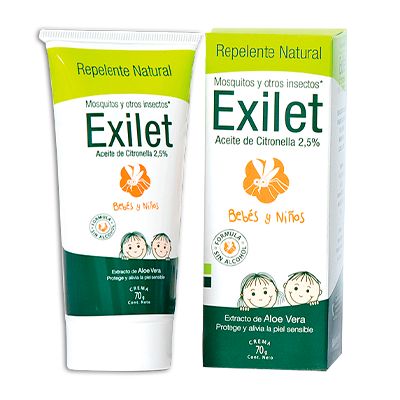 Repelente Natural
Mosquitos y otros insectos*
Exilet
Aceite de Citronella 2,5%
Bebés y Niños
FORMULA
SIN ALCOHOL
Extracto de Aloe Vera
Protege y alivia la piel sensible
CREMA
70g
Cont. Neto
Repelente Natural
Mosquitos y otros insectos*
Exilet
Aceite de Citronella 2,5%
Bebés y Niños
FORMULA
SIN ALCOHOL
Extracto de Aloe Vera
Protege y alivia la piel sensible
CREMA
70g
Cont. Neto